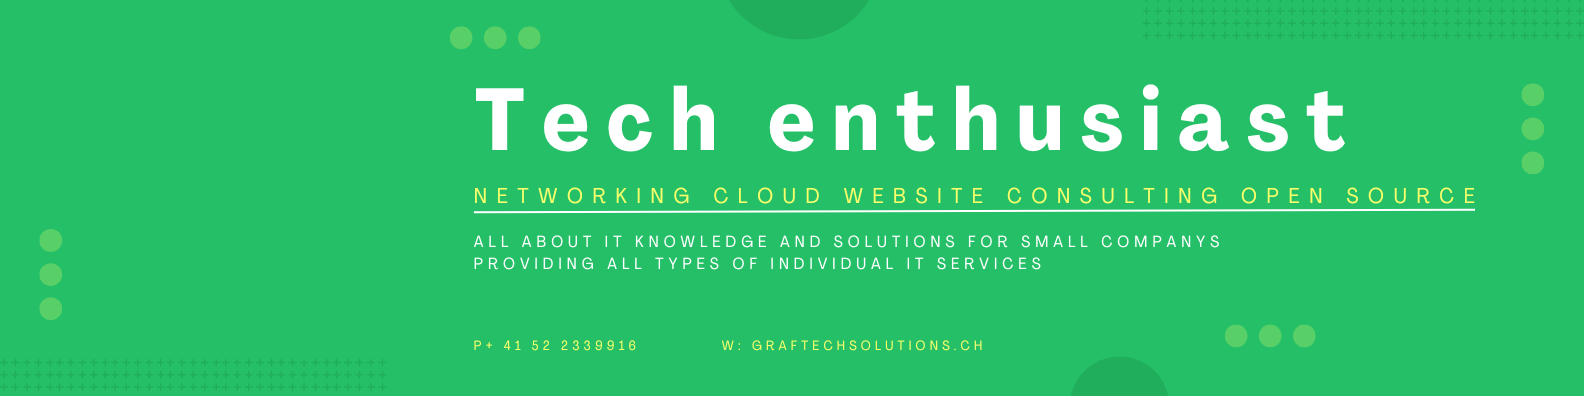 Tech enthusiast
NETWORKING CLOUD WEBSITE CONSULTING OPEN SOURCE
ALL ABOUT IT KNOWLEDGE AND SOLUTIONS FOR SMALL COMPANYS
PROVIDING ALL TYPES OF INDIVIDUAL IT SERVICES
P+ 41 52 2339916 W: GRAFTECHSOLUTIONS.CH